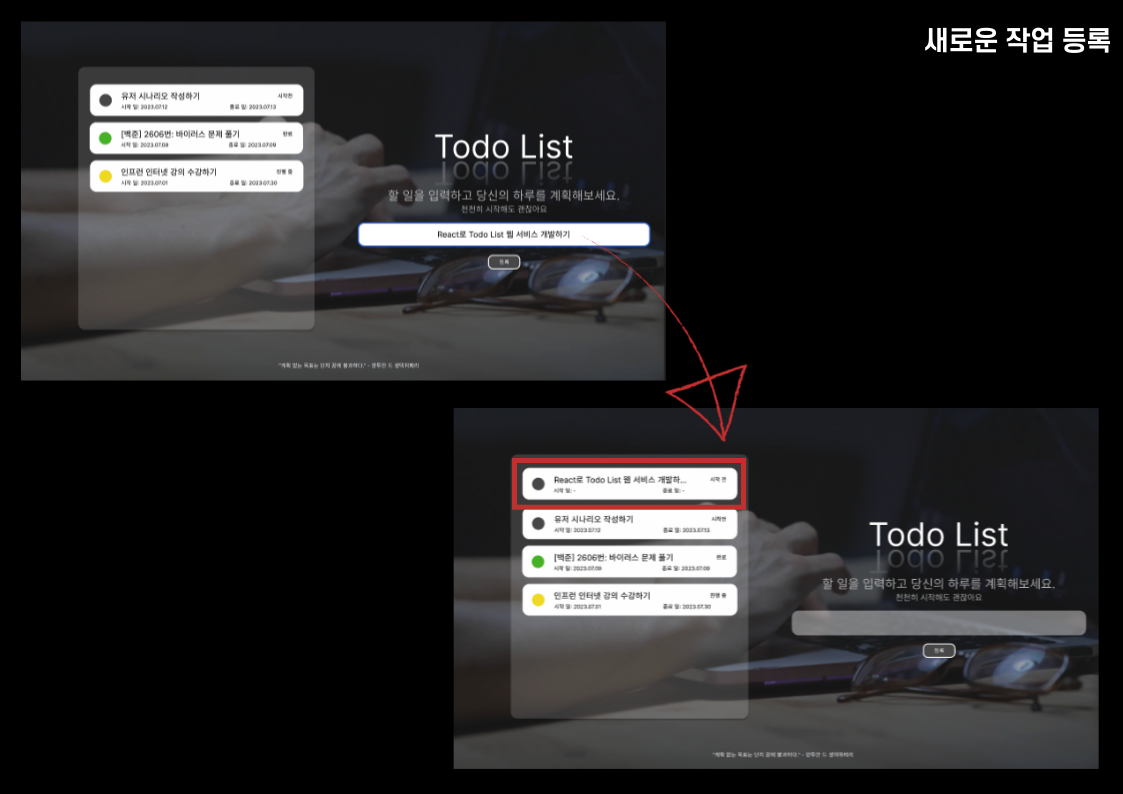 새로운 작업 등록
유저 시나리오 작성하기
시작전
시작 일: 2023.07.12
종료 일: 2023.07.13
[백준] 2606번: 바이러스 문제 풀기
완료
시작 일: 2023.07.09
종료 일: 2023.07.09
인프런 인터넷 강의 수강하기
진행 중
시작 일: 2023.07.01
종료 일: 2023.07.30
Todo List
할 일을 입력하고 당신의 하루를 계획해보세요.
천천히 시작해도 괜찮아요
React로 Todo List 웹 서비스 개발하기
등록
"계획 없는 목표는 단지 꿈에 불과하다." - 생투안 드 생텍쥐페리
React로 Todo List 웹 서비스 개발하...
시작 전
시작 일: -
종료 일: -
유저 시나리오 작성하기
시작전
시작 일: 2023.07.12
종료 일: 2023.07.13
[백준] 2606번: 바이러스 문제 풀기
완료
시작 일: 2023.07.09
종료 일: 2023.07.09
인프런 인터넷 강의 수강하기
진행 중
시작 일: 2023.07.01
종료 일: 2023.07.30
Todo List
할 일을 입력하고 당신의 하루를 계획해보세요.
천천히 시작해도 괜찮아요
등록
"계획 없는 목표는 단지 꿈에 불과하다." - 생투안 드 생텍쥐페리